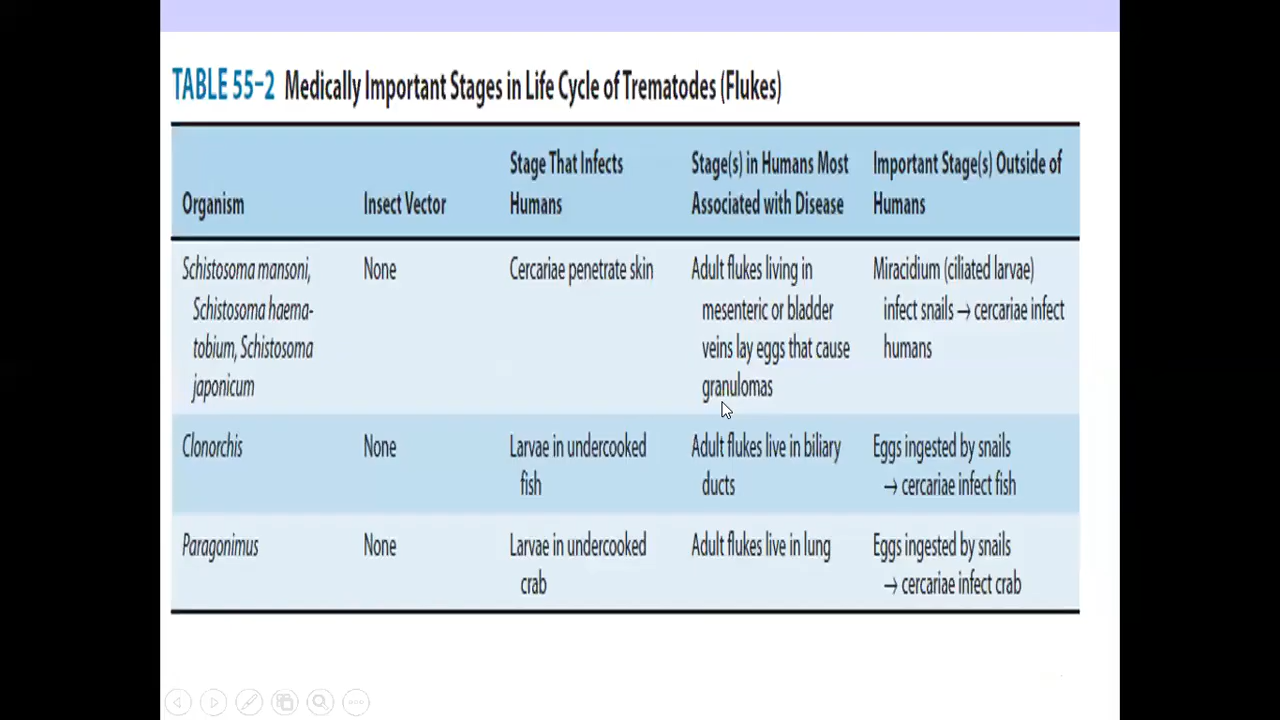 TABLE 55–2 Medically Important Stages in Life Cycle of Trematodes (Flukes)
Organism
Insect Vector
Stage That Infects
Humans
Stage(s) in Humans Most
Associated with Disease
Important Stage(s) Outside of
Humans
Schistosoma mansoni,
Schistosoma haema-
tobium, Schistosoma
japonicum
None
Cercariae penetrate skin
Adult flukes living in
mesenteric or bladder
veins lay eggs that cause
granulomas
Miracidium (ciliated larvae)
infect snails → cercariae infect
humans
Clonorchis
None
Larvae in undercooked
fish
Adult flukes live in biliary
ducts
Eggs ingested by snails
→ cercariae infect fish
Paragonimus
None
Larvae in undercooked
crab
Adult flukes live in lung
Eggs ingested by snails
→ cercariae infect crab